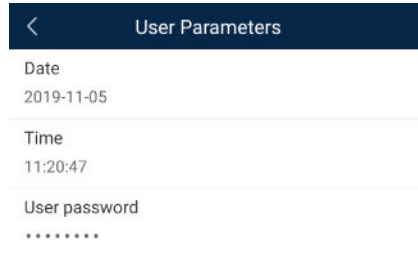 User Parameters
Date
2019-11-05
Time
11:20:47
User password
••••••••